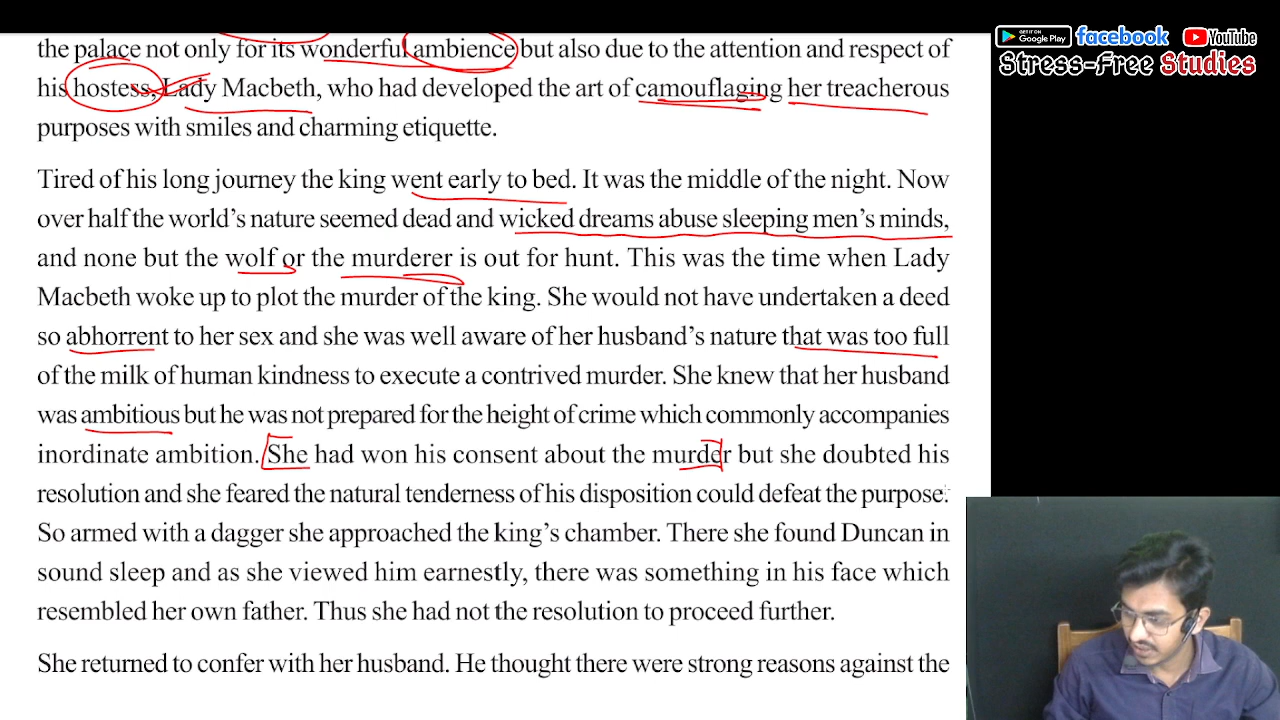 the palace not only for its wonderful ambience but also due to the attention and respect of
his hostess, Lady Macbeth, who had developed the art of camouflaging her treacherous
purposes with smiles and charming etiquette.
Tired of his long journey the king went early to bed. It was the middle of the night. Now
over half the world's nature seemed dead and wicked dreams abuse sleeping men's minds,
and none but the wolf or the murderer is out for hunt. This was the time when Lady
Macbeth woke up to plot the murder of the king. She would not have undertaken a deed
so abhorrent to her sex and she was well aware of her husband's nature that was too full
of the milk of human kindness to execute a contrived murder. She knew that her husband
was ambitious but he was not prepared for the height of crime which commonly accompanies
inordinate ambition. She had won his consent about the murder but she doubted his
resolution and she feared the natural tenderness of his disposition could defeat the purpose.
So armed with a dagger she approached the king's chamber. There she found Duncan in
sound sleep and as she viewed him earnestly, there was something in his face which
resembled her own father. Thus she had not the resolution to proceed further.
She returned to confer with her husband. He thought there were strong reasons against the
GET IT ON
Google Play
facebook
YouTube
Stress-Free Studies